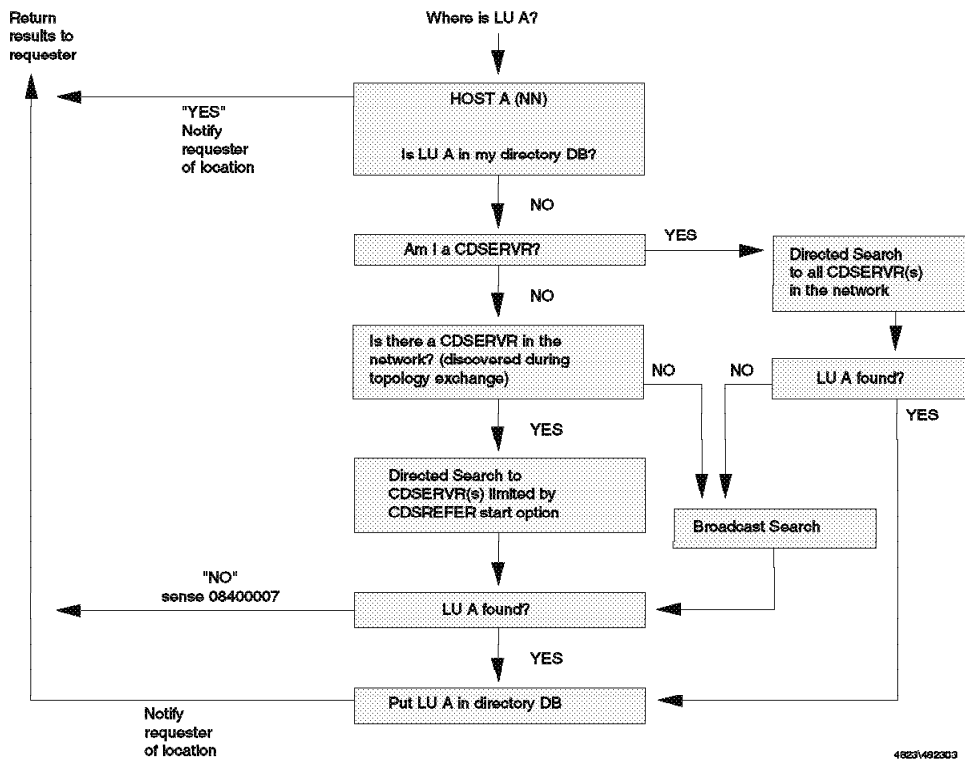 Return
results to
requester
Where is LU A?
HOST A (NN)
Is LU A in my directory DB?
"YES"
Notify
requester
of location
NO
Am I a CDSERVR?
YES
Directed Search
to all CDSERVR(s)
in the network
NO
Is there a CDSERVR in the
network? (discovered during
topology exchange)
NO
NO
LU A found?
YES
YES
Directed Search to
CDSERVR(s) limited by
CDSREFER start option
Broadcast Search
"NO"
sense 08400007
LU A found?
YES
Put LU A in directory DB
Notify
requester
of location
4623\462303